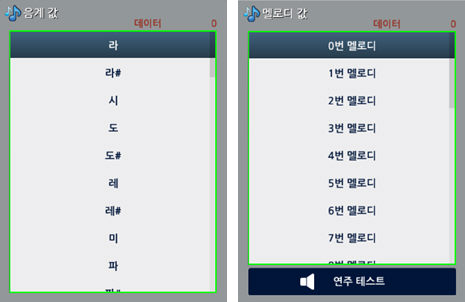 음계 값
데이터 0
라
라#
시
도
도#
레
레#
미
파
멜로디 값
데이터 0
0번 멜로디
1번 멜로디
2번 멜로디
3번 멜로디
4번 멜로디
5번 멜로디
6번 멜로디
7번 멜로디
연주 테스트